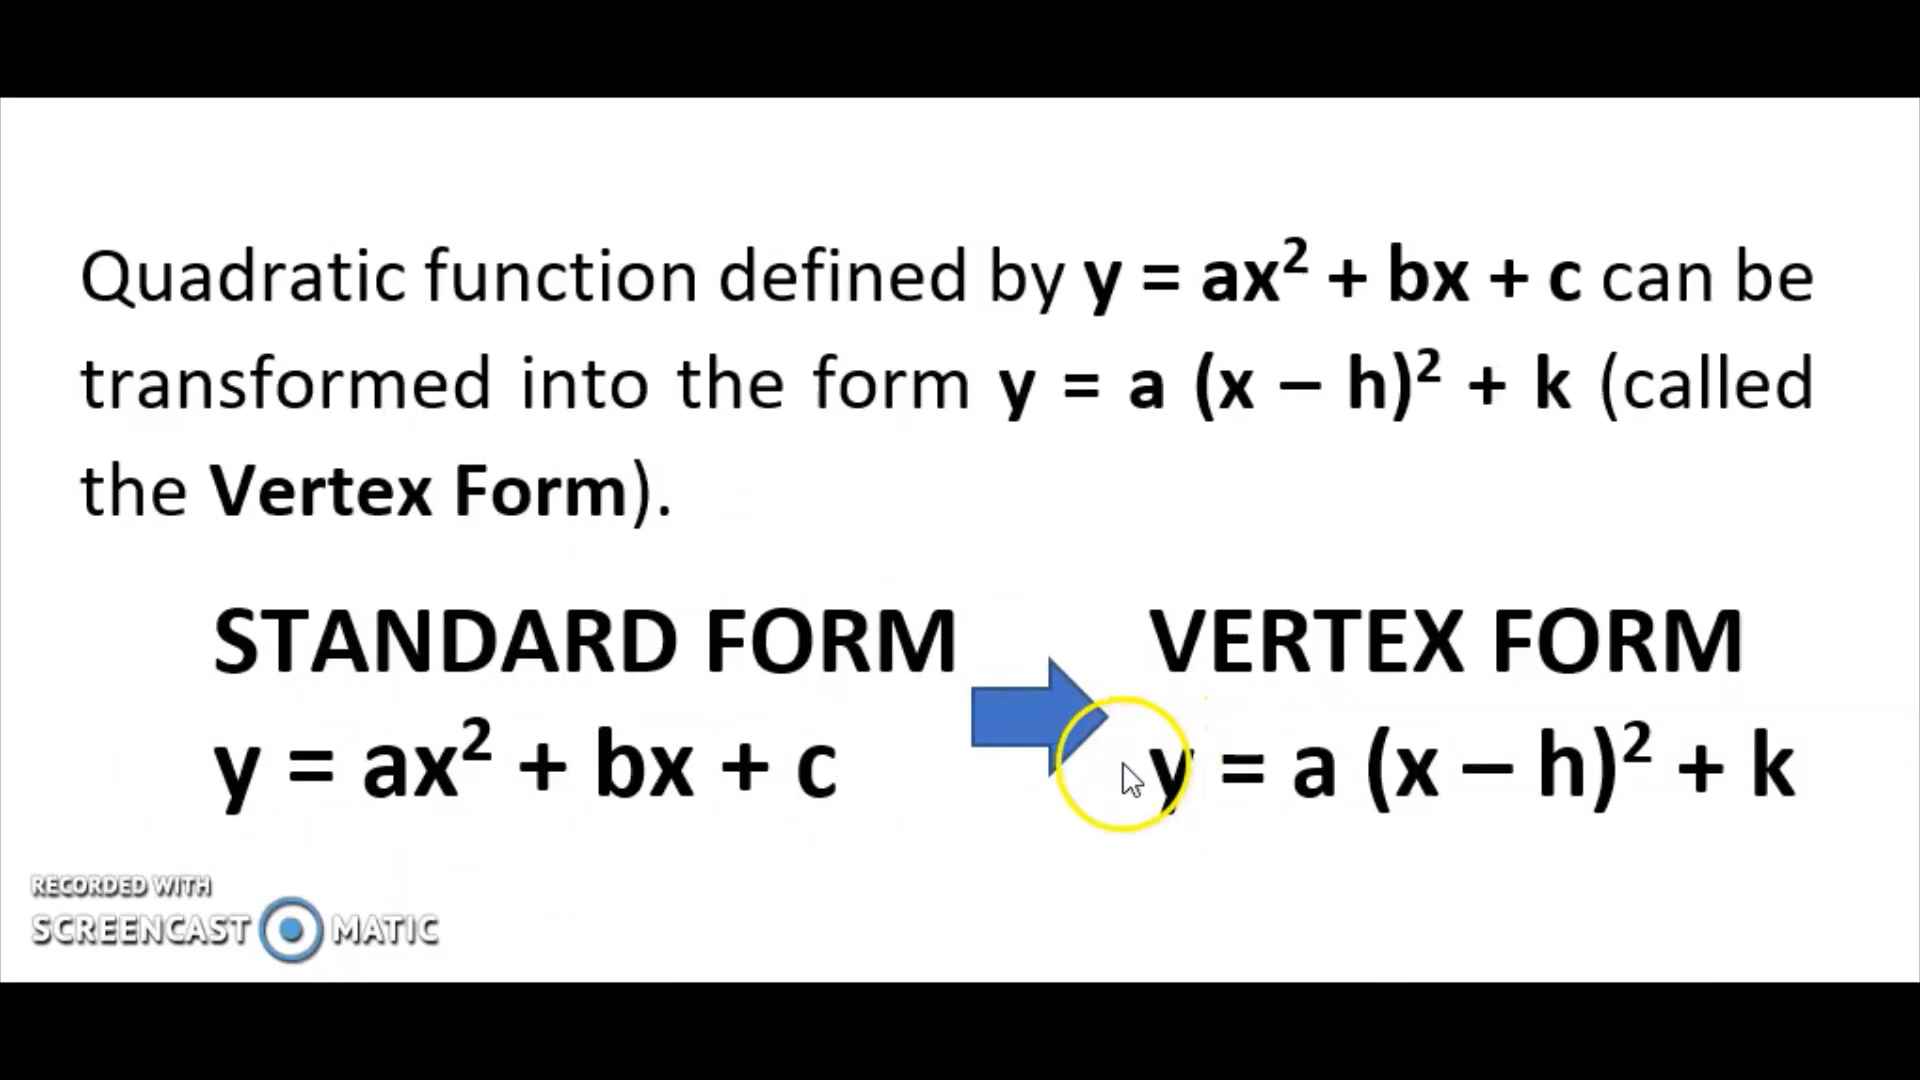 Quadratic function defined by y = ax² + bx + c can be
transformed into the form y = a (x – h)² + k (called
the Vertex Form).
STANDARD FORM
y = ax² + bx + c
VERTEX FORM
y = a (x – h)² + k
RECORDED WITH
SCREENCAST MATIC